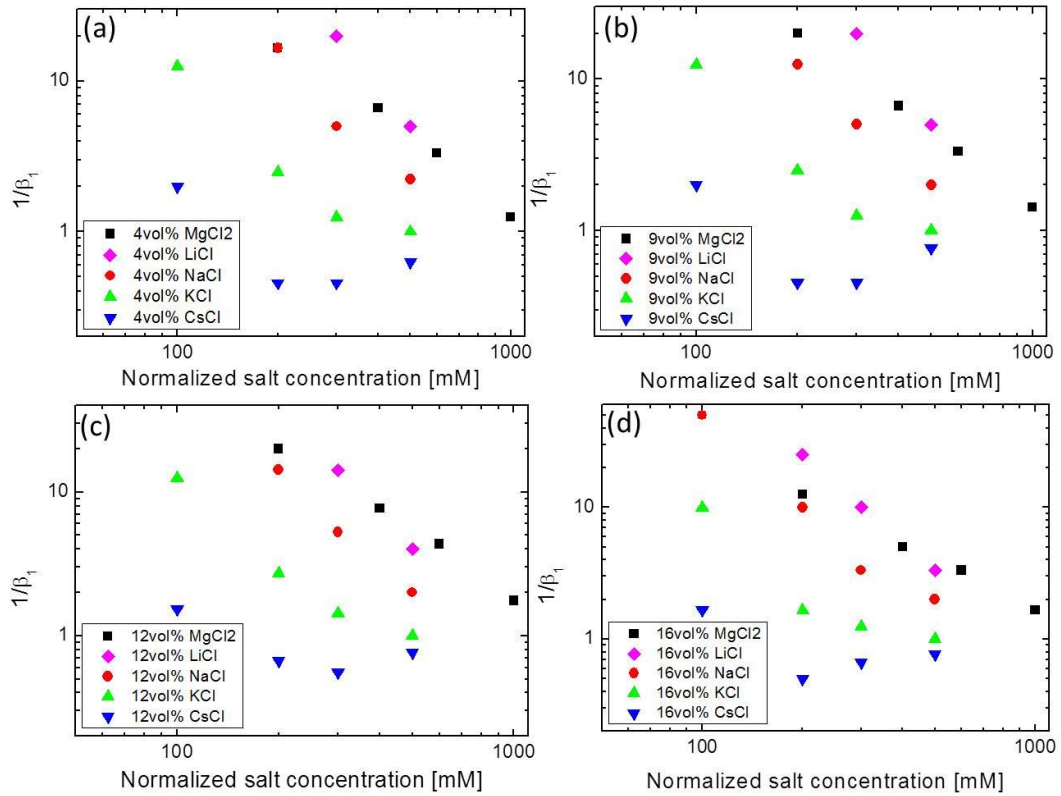 (a)
10
1
1/β₁
4vol% MgCl2
4vol% LiCl
4vol% NaCl
4vol% KCl
4vol% CsCl
100
1000
Normalized salt concentration [mM]
(b)
10
1
1/β₁
9vol% MgCl2
9vol% LiCl
9vol% NaCl
9vol% KCl
9vol% CsCl
100
1000
Normalized salt concentration [mM]
(c)
10
1
1/β₁
12vol% MgCl2
12vol% LiCl
12vol% NaCl
12vol% KCl
12vol% CsCl
100
1000
Normalized salt concentration [mM]
(d)
10
1
1/β₁
16vol% MgCl2
16vol% LiCl
16vol% NaCl
16vol% KCl
16vol% CsCl
100
1000
Normalized salt concentration [mM]